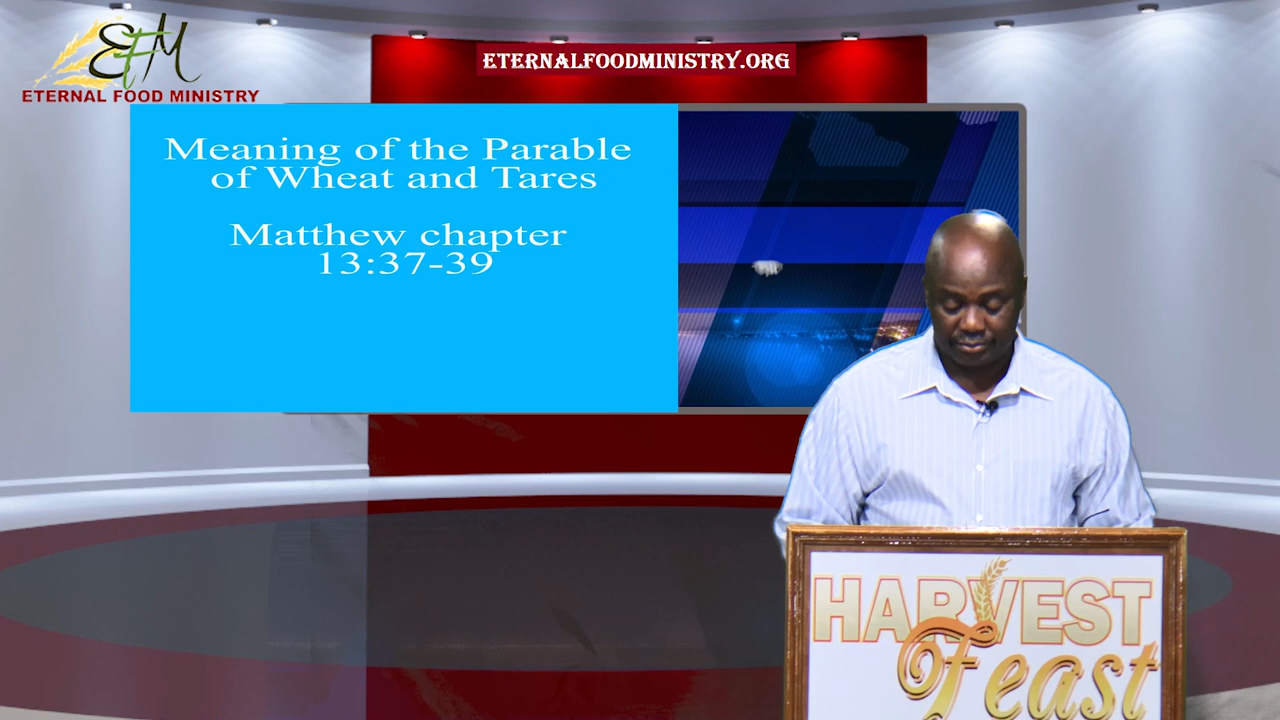 EFM
ETERNAL FOOD MINISTRY
ETERNALFOODMINISTRY.ORG
Meaning of the Parable
of Wheat and Tares
Matthew chapter
13:37-39
HARVEST
Feast